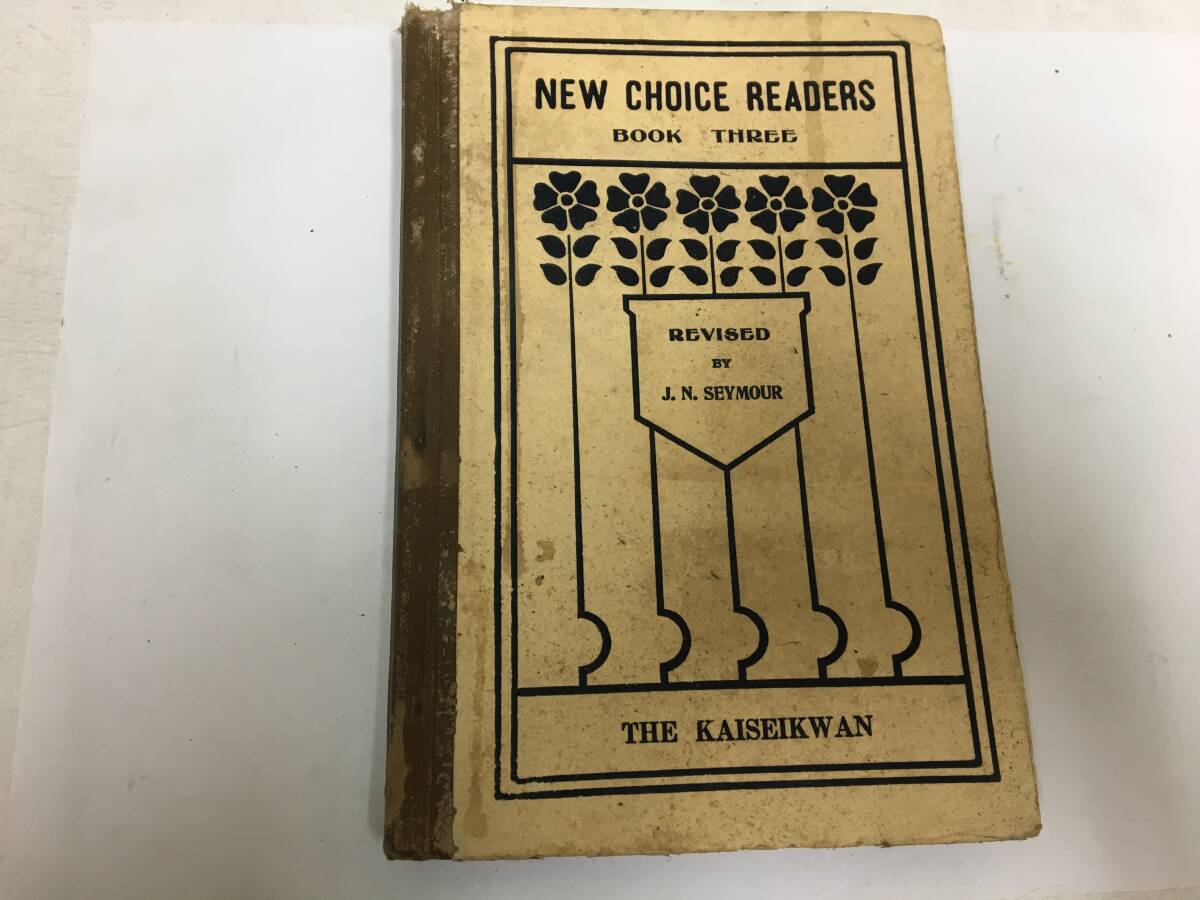 NEW CHOICE READERS
BOOK THREE
REVISED
BY
J. N. SEYMOUR
THE KAISEIKWAN